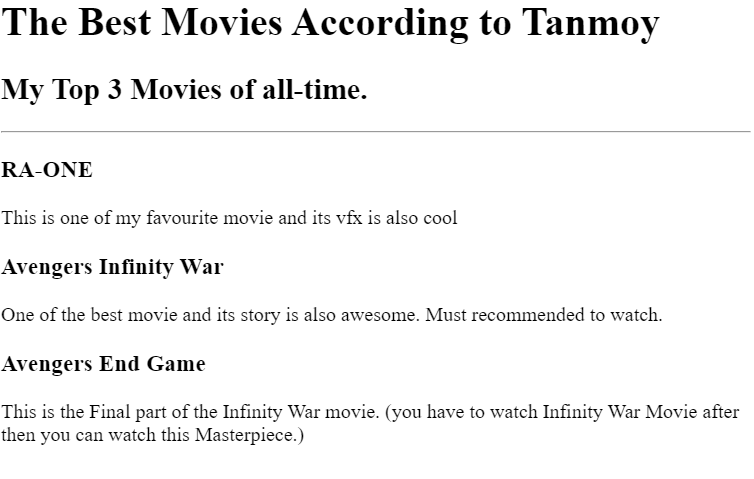 The Best Movies According to Tanmoy
My Top 3 Movies of all-time.
RA-ONE
This is one of my favourite movie and its vfx is also cool
Avengers Infinity War
One of the best movie and its story is also awesome. Must recommended to watch.
Avengers End Game
This is the Final part of the Infinity War movie. (you have to watch Infinity War Movie after
then you can watch this Masterpiece.)